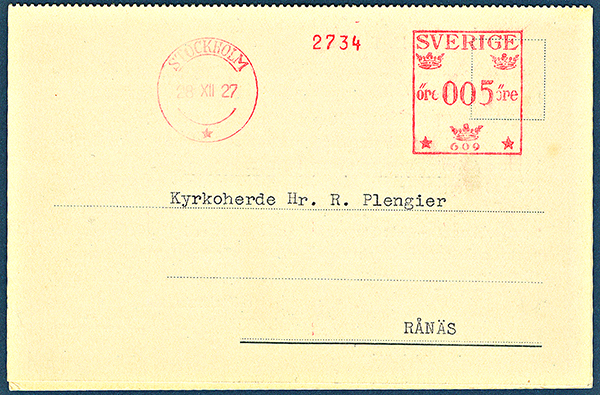 STOCKHOLM
28 XII 27
2734
SVERIGE
öre 005 öre
609
Kyrkoherde Hr. R. Plengier
RÅNÄS